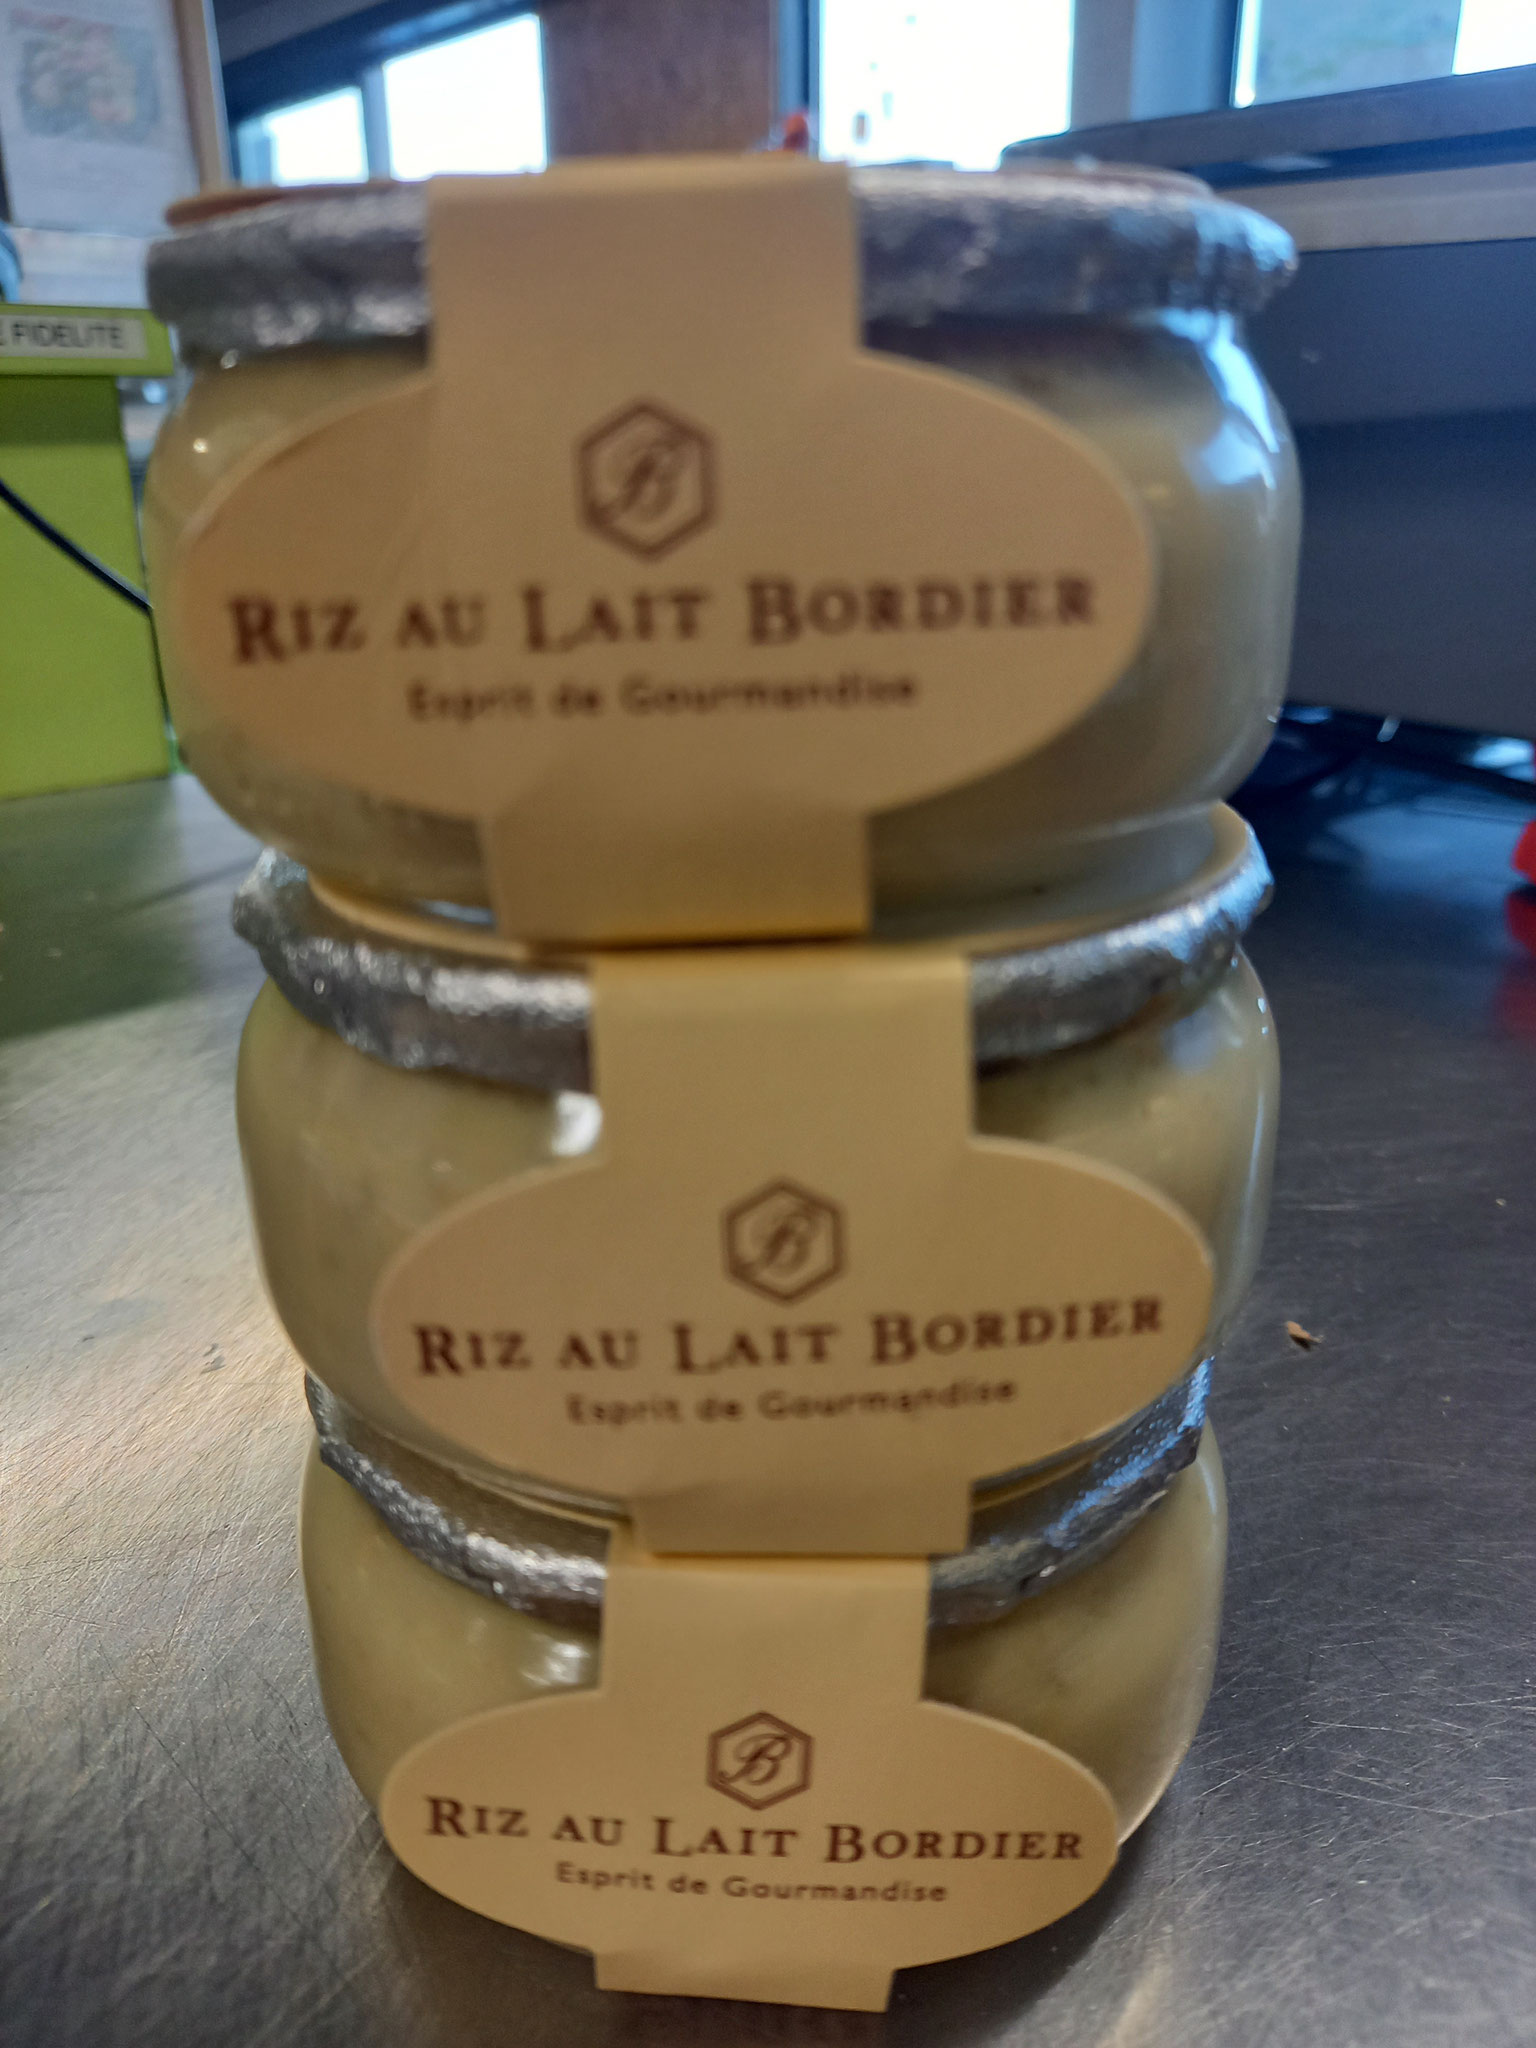 FIDELITE
B
RIZ AU LAIT BORDIER
Esprit de Gourmandise
B
RIZ AU LAIT BORDIER
Esprit de Gourmandise
B
RIZ AU LAIT BORDIER
Esprit de Gourmandise